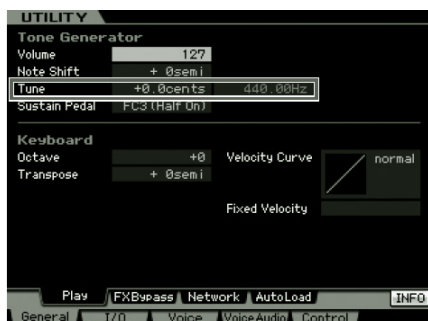 UTILITY
Tone Generator
Volume 127
Note Shift + 0semi
Tune +0.0cents 440.00Hz
Sustain Pedal FC3(Half On)
Keyboard
Octave +0 Velocity Curve normal
Transpose + 0semi
Fixed Velocity
Play FXBypass Network AutoLoad INFO
General I/O Voice VoiceAudio Control